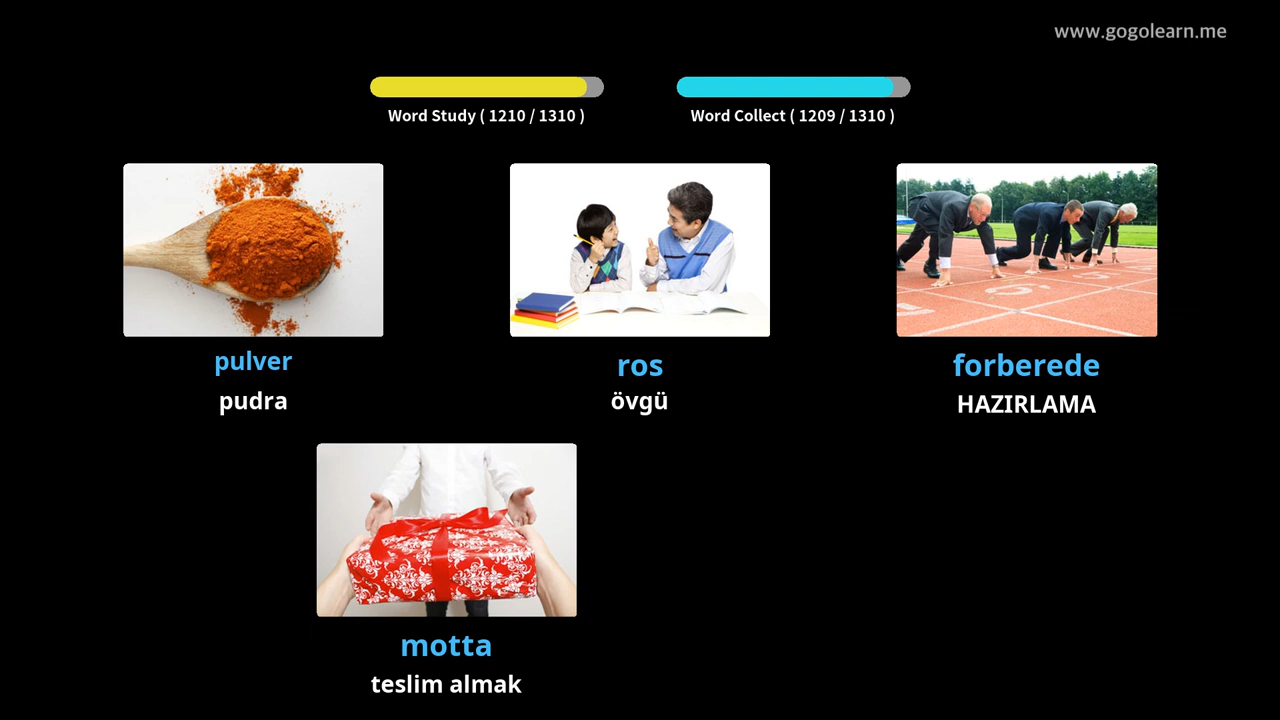 www.gogolearn.me
Word Study ( 1210 / 1310 )
Word Collect ( 1209 / 1310 )
pulver
pudra
ros
övgü
forberede
HAZIRLAMA
motta
teslim almak